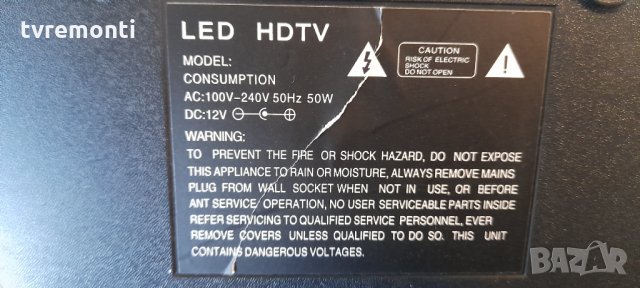 tvremonti
LED HDTV
MODEL:
CONSUMPTION
AC:100V-240V 50Hz 50W
DC:12V
CAUTION
RISK OF ELECTRIC
SHOCK
DO NOT OPEN
WARNING:
TO PREVENT THE FIRE OR SHOCK HAZARD, DO NOT EXPOSE
THIS APPLIANCE TO RAIN OR MOISTURE, ALWAYS REMOVE MAINS
PLUG FROM WALL SOCKET WHEN NOT IN USE, OR BEFORE
ANT SERVICE OPERATION, NO USER SERVICEABLE PARTS INSIDE
REFER SERVICING TO QUALIFIED SERVICE PERSONNEL, EVER
REMOVE COVERS UNLESS QUALIFIED TO DO SO. THIS UNIT
CONTAINS DANGEROUS VOLTAGES.
BAZAR